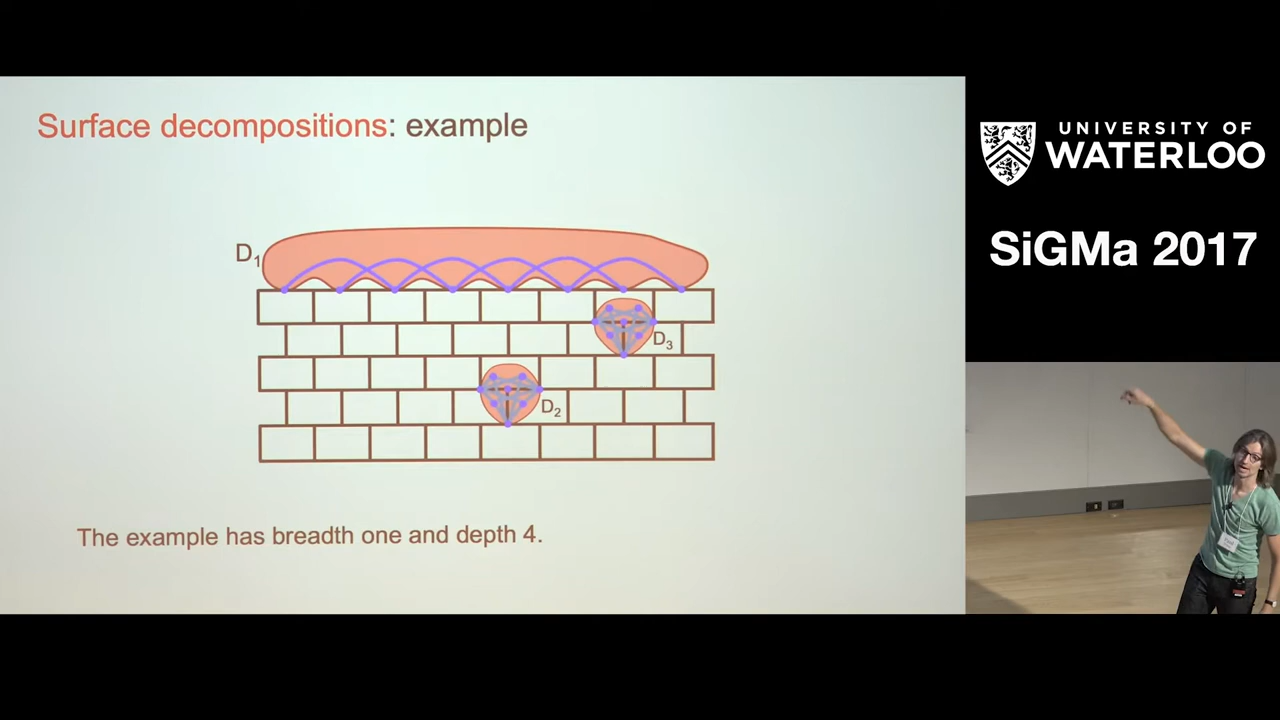 Surface decompositions: example
D1
D3
D2
The example has breadth one and depth 4.
UNIVERSITY OF
WATERLOO
SiGMa 2017